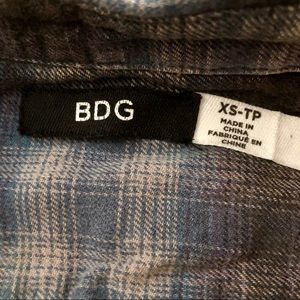 BDG
XS-TP
MADE IN
CHINA
FABRIQUÉ EN
CHINE